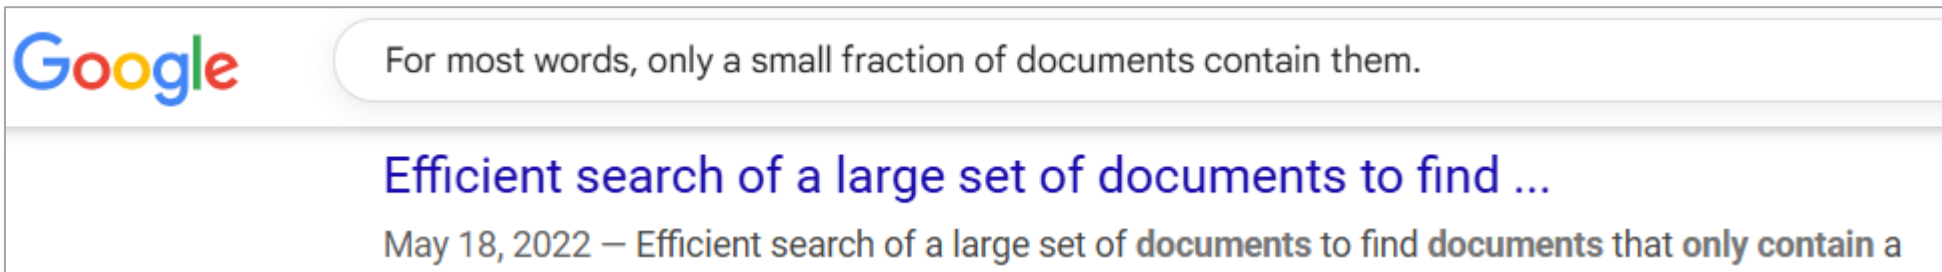 Google
For most words, only a small fraction of documents contain them.
Efficient search of a large set of documents to find ...
May 18, 2022 — Efficient search of a large set of documents to find documents that only contain a